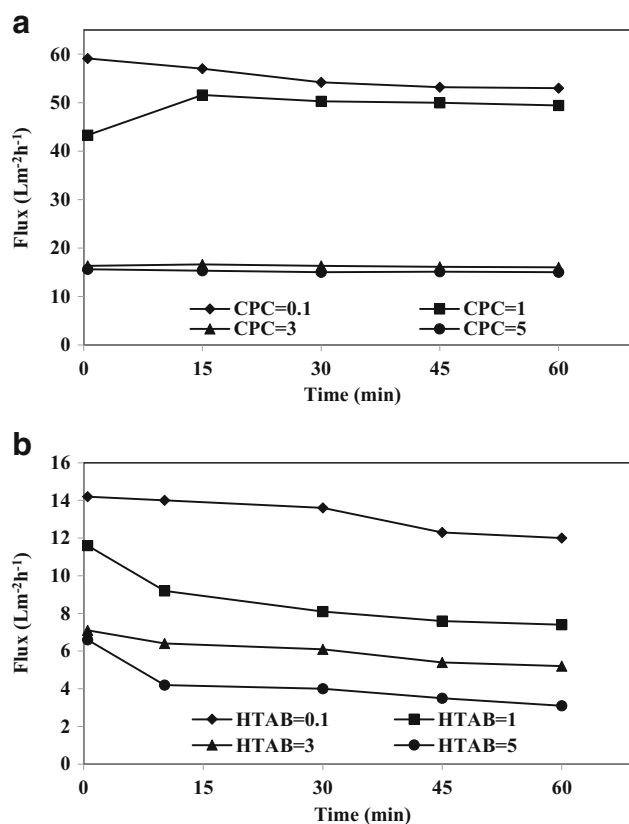 a
60
50
40
30
20
10
0
Flux (Lm⁻²h⁻¹)
CPC=0.1 CPC=1
CPC=3 CPC=5
0 15 30 45 60
Time (min)
b
16
14
12
10
8
6
4
2
0
Flux (Lm⁻²h⁻¹)
HTAB=0.1 HTAB=1
HTAB=3 HTAB=5
0 15 30 45 60
Time (min)